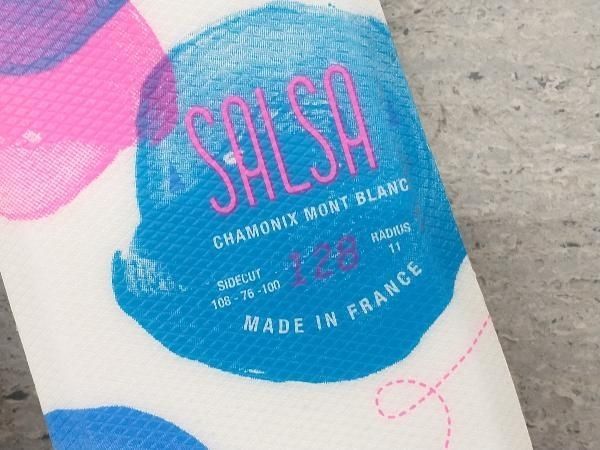 SALSA
CHAMONIX MONT BLANC
SIDECUT
108 - 76 -100
128
RADIUS
11
MADE IN FRANCE